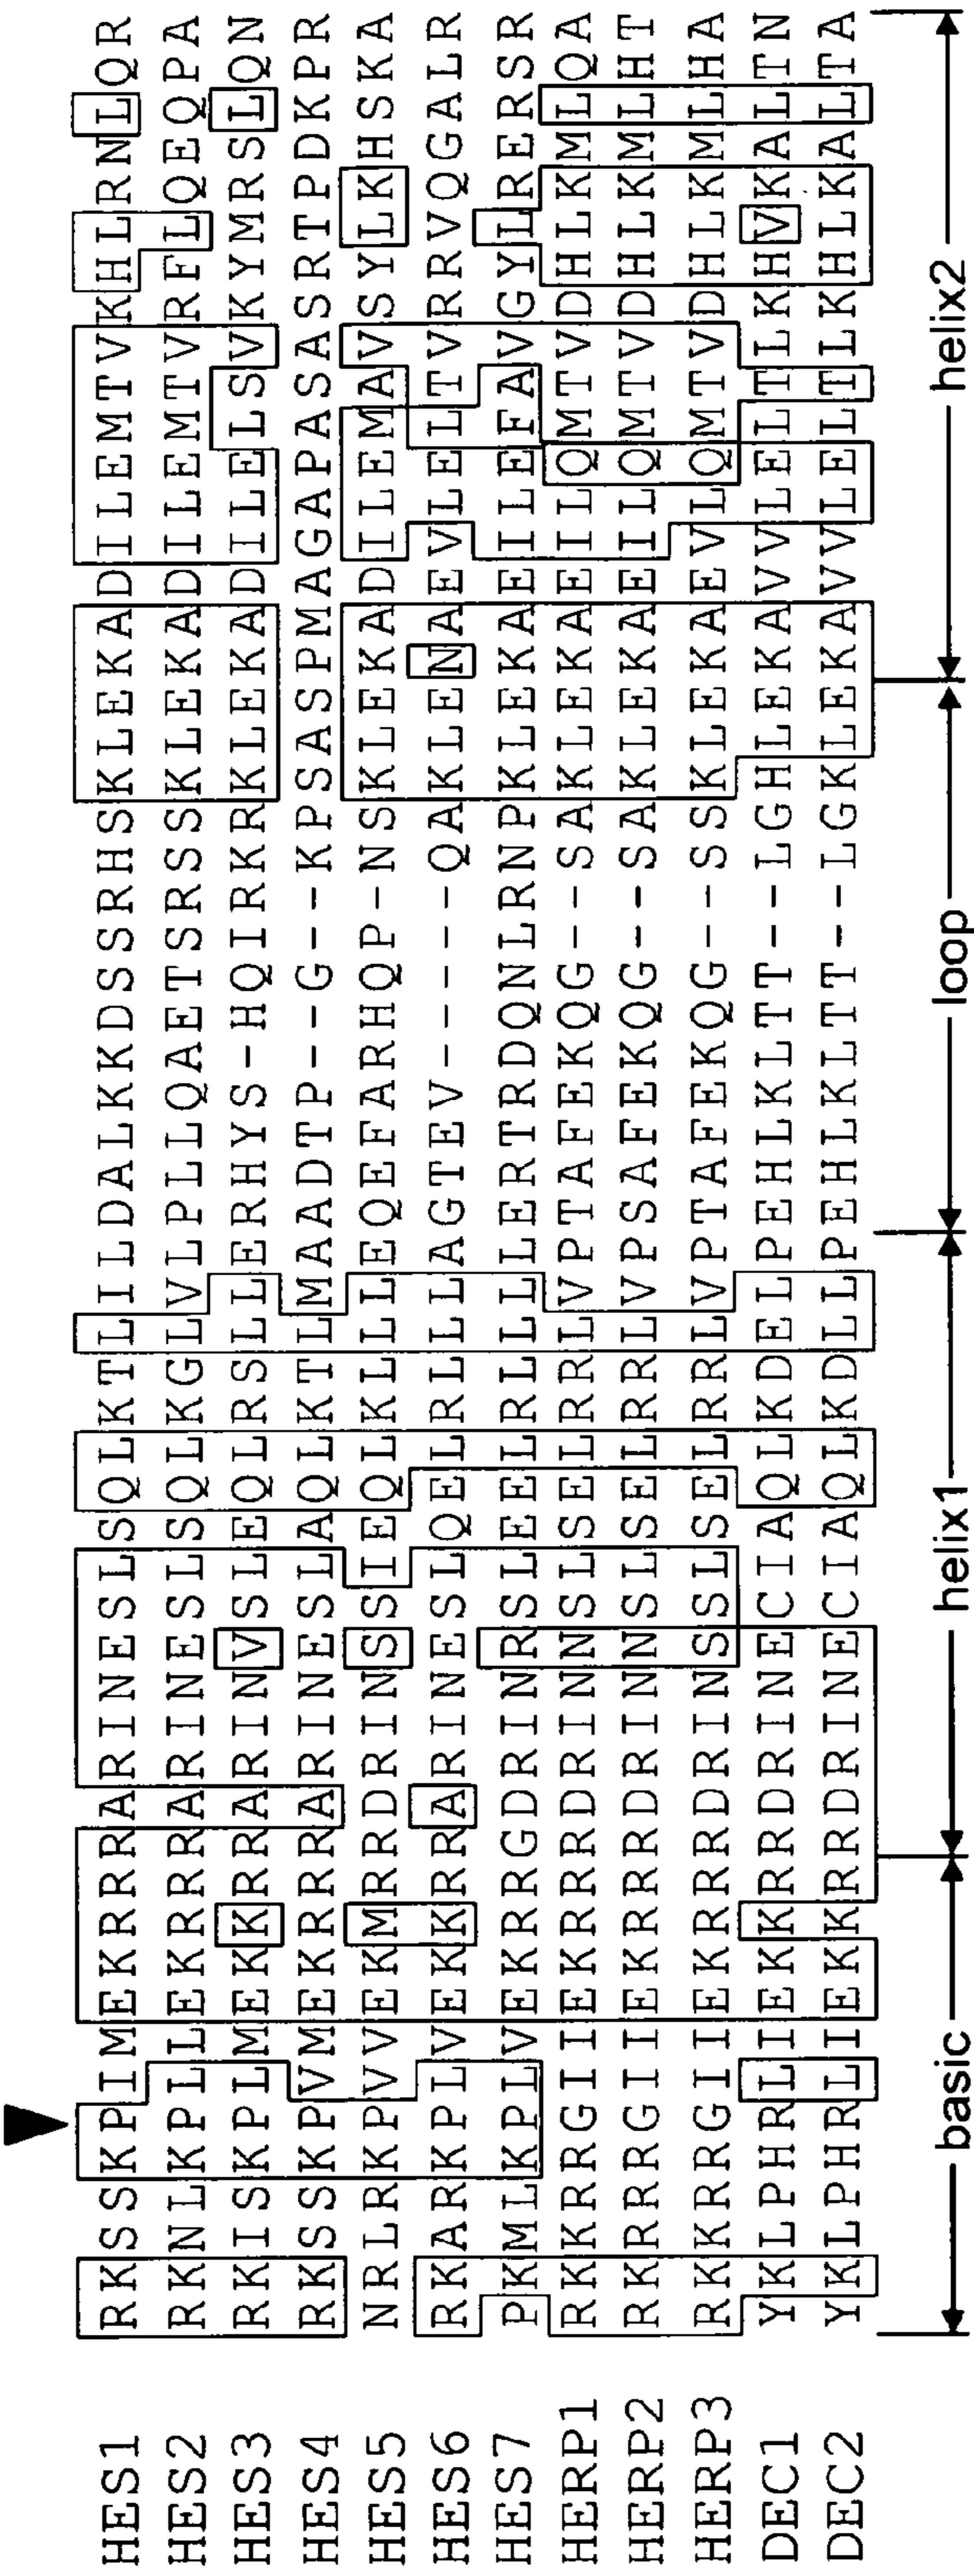 HES1 RKSSKPIMEKRRRARINESLSQLKTLILDALKKDSSRHSKLEKADILEMTVKHLRNLQR
HES2 RKNLKPLLEKRRRARINESLSQLKGLVLPLLQAETSRSSKLEKADILEMTVRFLQEQPA
HES3 RKISKPLMEKKRRARINVSLEQLRSLLERHYS-HQIRKRKLEKADILELSVKYMRSLQN
HES4 RKSSKPVMEKRRRARINESLAQLKTLMAADTP--G--KPSASPMAGAPASASRTPDKPR
HES5 NRLRKPVVEKMRRDRINSSIEQLKLLLEQEFARHQP-NSKLEKADILEMAVSYLKHSKA
HES6 RKARKPLVEKKRRARINESLQELRLLLAGTEV-----QAKLENAEVLELTVRRVQGALR
HES7 PKMLKPLVEKRRGDRINRSLEELRLLLLERTRDQNLRNPKLEKAEILEFAVGYLRERSR
HERP1 RKKRRGIIEKRRRDRINNSLSELRRLVPTAFEKQG--SAKLEKAEILQMTVDHLKMLQA
HERP2 RKRRRGIIEKRRRDRINNSLSELRRLVPSAFEKQG--SAKLEKAEILQMTVDHLKMLHT
HERP3 RKKRRGIIEKRRRDRINSSLSELRRLVPTAFEKQG--SSKLEKAEVLQMTVDHLKMLHA
DEC1 YKLPHRLIEKKRRDRINECIAQLKDELPEHLKLTT--LGHLEKAVVLELTLKHVKALTN
DEC2 YKLPHRLIEKKRRDRINECIAQLKDLLPEHLKLTT--LGKLEKAVVLELTLKHLKALTA
basic helix1 loop helix2